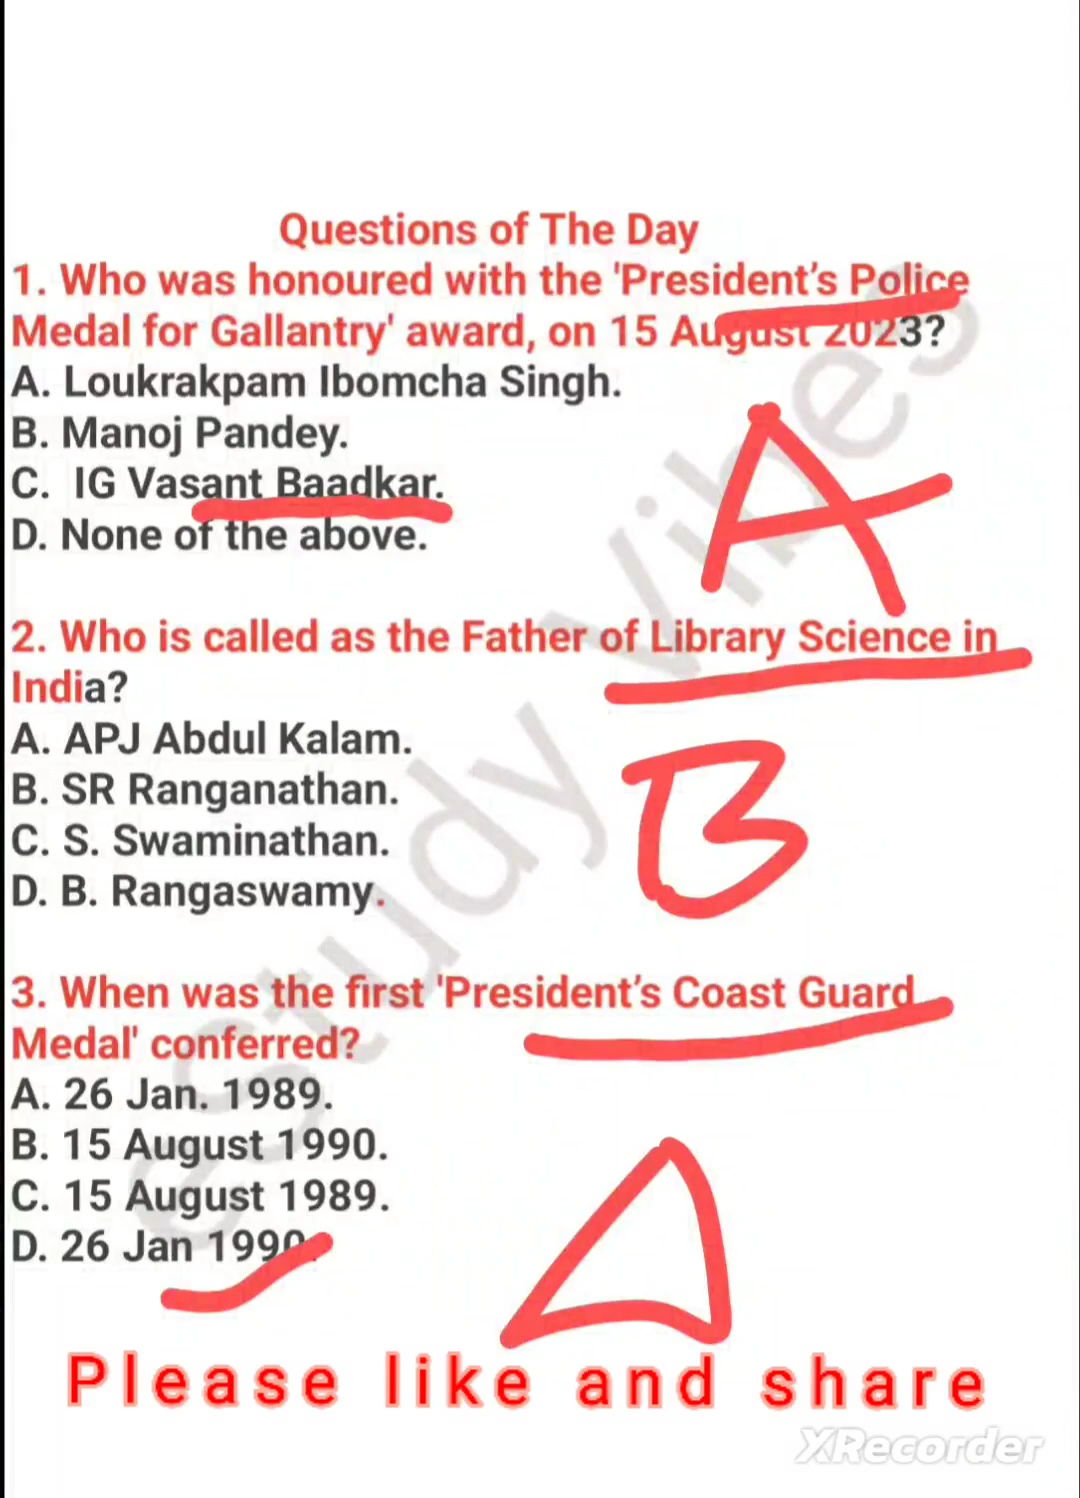 Questions of The Day
1. Who was honoured with the 'President's Police
Medal for Gallantry' award, on 15 August 2023?
A. Loukrakpam Ibomcha Singh.
B. Manoj Pandey.
C. IG Vasant Baadkar.
D. None of the above.
A
2. Who is called as the Father of Library Science in
India?
A. APJ Abdul Kalam.
B. SR Ranganathan.
C. S. Swaminathan.
D. B. Rangaswamy.
B
3. When was the first 'President's Coast Guard
Medal' conferred?
A. 26 Jan. 1989.
B. 15 August 1990.
C. 15 August 1989.
D. 26 Jan 1990.
Please like and share
eStudy Vibes
XRecorder